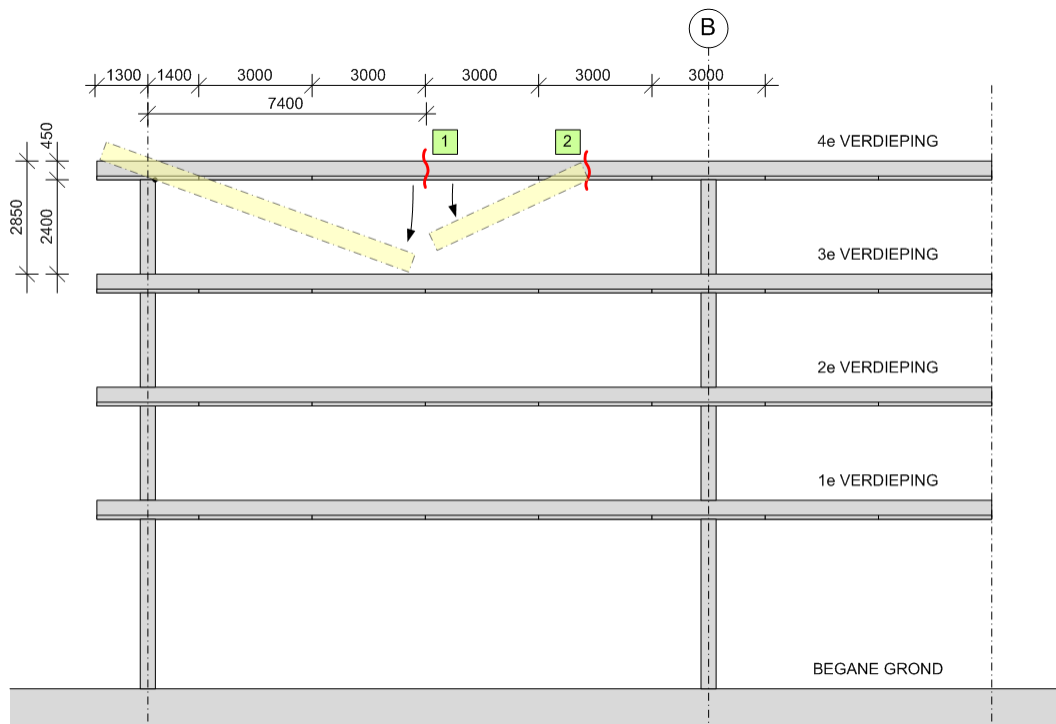 B
1300 1400 3000 3000 3000 3000 3000
7400
450
1 2
4e VERDIEPING
2850
2400
3e VERDIEPING
2e VERDIEPING
1e VERDIEPING
BEGANE GROND